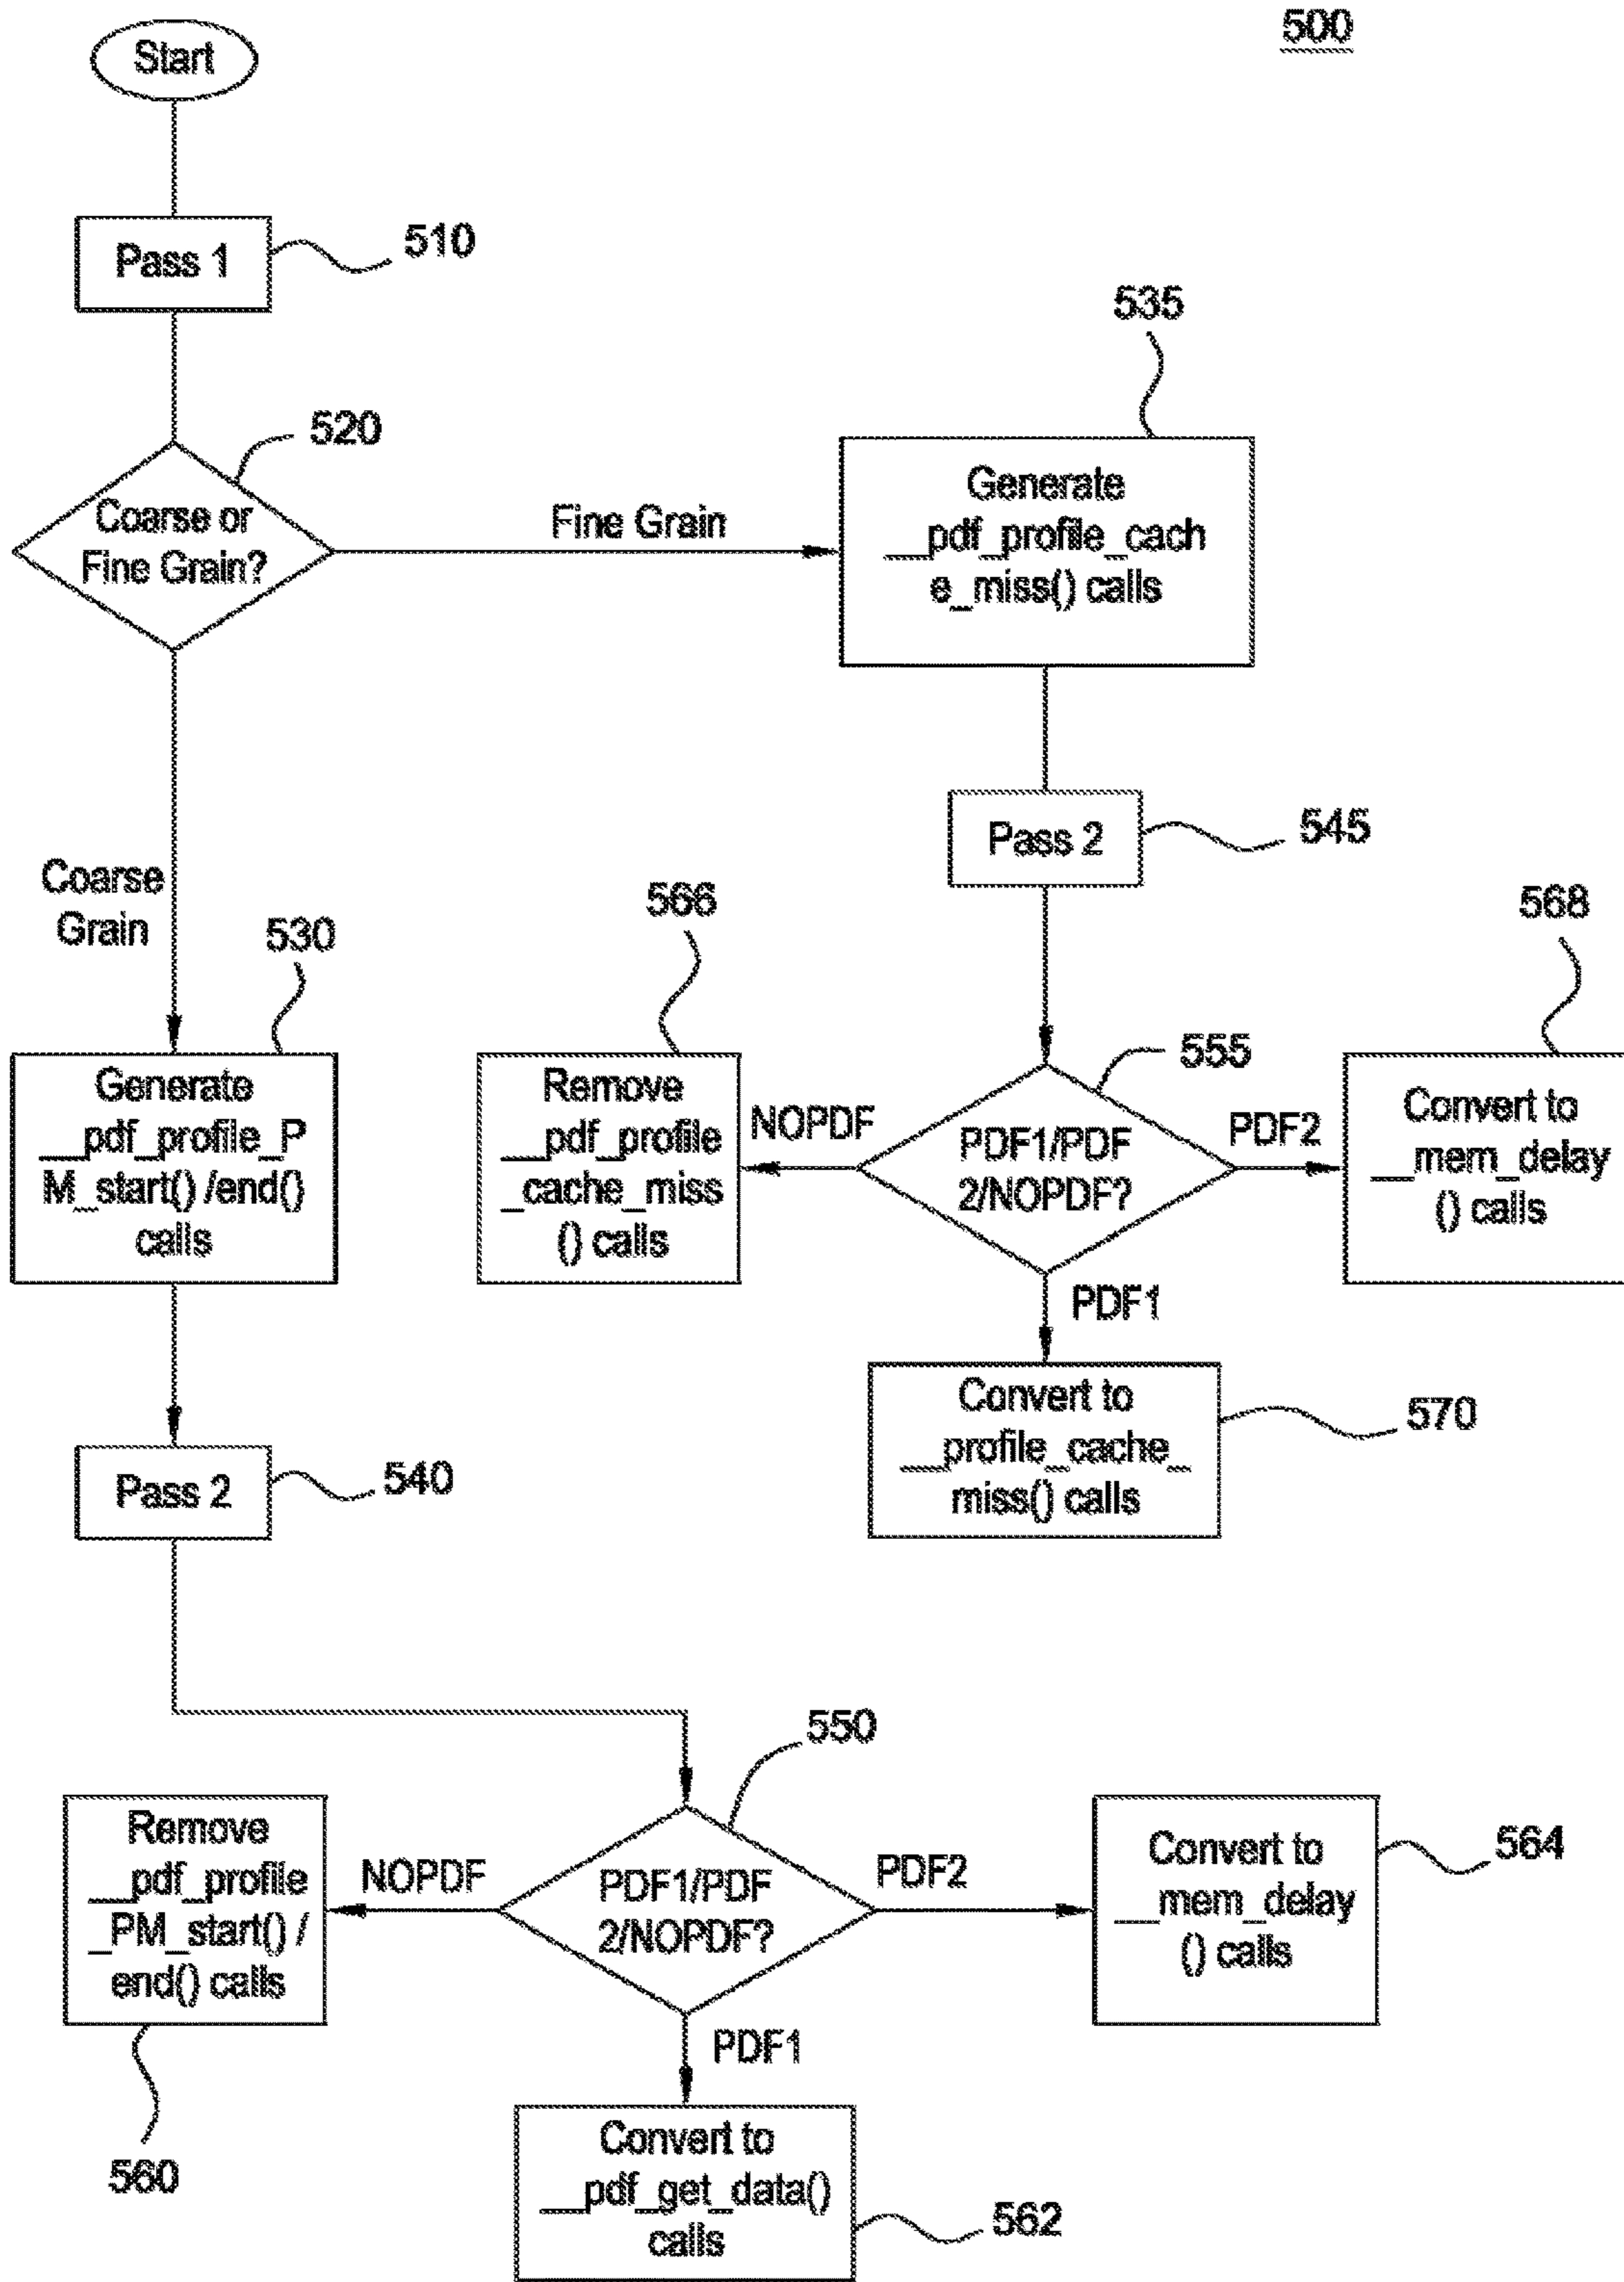 500
Start
Pass 1
510
535
520
Coarse or
Fine Grain?
Fine Grain
Generate
__pdf_profile_cach
e_miss() calls
Pass 2
545
Coarse
Grain
530
566
568
555
Generate
__pdf_profile_P
M_start() /end()
calls
Remove
__pdf_profile
_cache_miss
() calls
NOPDF
PDF1/PDF
2/NOPDF?
PDF2
Convert to
__mem_delay
() calls
PDF1
Convert to
__profile_cache_
miss() calls
570
Pass 2
540
550
Remove
__pdf_profile
_PM_start() /
end() calls
NOPDF
PDF1/PDF
2/NOPDF?
PDF2
Convert to
__mem_delay
() calls
564
PDF1
560
Convert to
__pdf_get_data()
calls
562